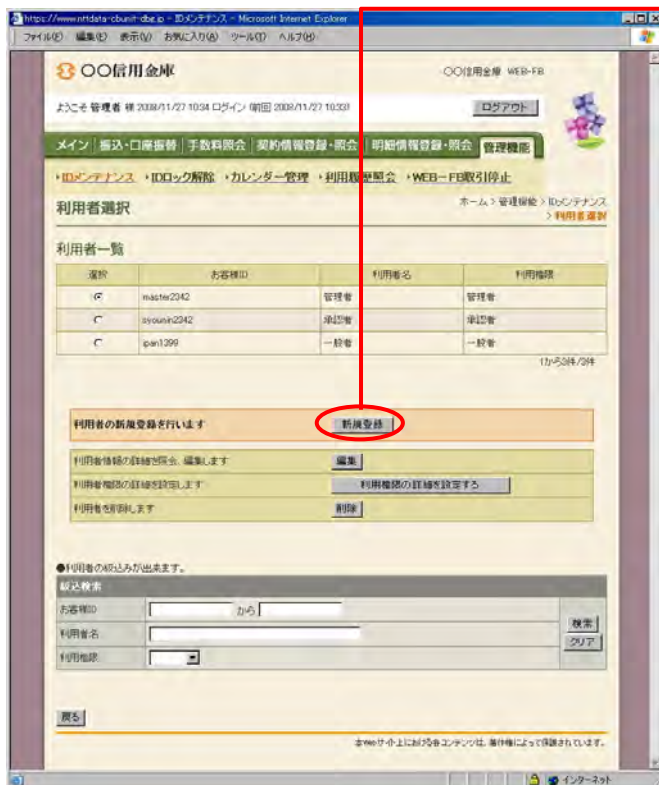 https://www.nttdata-cbunit-dbe.jp - IDメンテナンス - Microsoft Internet Explorer
ファイル(F) 編集(E) 表示(V) お気に入り(A) ツール(T) ヘルプ(H)
〇〇信用金庫
〇〇信用金庫 WEB-FB
ようこそ 管理者 様 2008/11/27 10:34 ログイン (前回 2008/11/27 10:33)
ログアウト
メイン 振込・口座振替 手数料照会 契約情報登録・照会 明細情報登録・照会 管理機能
IDメンテナンス IDロック解除 カレンダー管理 利用履歴照会 WEB-FB取引停止
利用者選択
ホーム > 管理機能 > IDメンテナンス
> 利用者選択
利用者一覧
選択 お客様ID 利用者名 利用権限
master2342 管理者 管理者
syounin2342 承認者 承認者
ipan1399 一般者 一般者
(1から3件/3件
利用者の新規登録を行います 新規登録
利用者情報の詳細を照会、編集します 編集
利用者権限の詳細を設定します 利用権限の詳細を設定する
利用者を削除します 削除
●利用者の絞込みが出来ます。
絞込検索
お客様ID から
利用者名
利用権限
検索
クリア
戻る
本Webサイト上における各コンテンツは、著作権によって保護されています。
インターネット